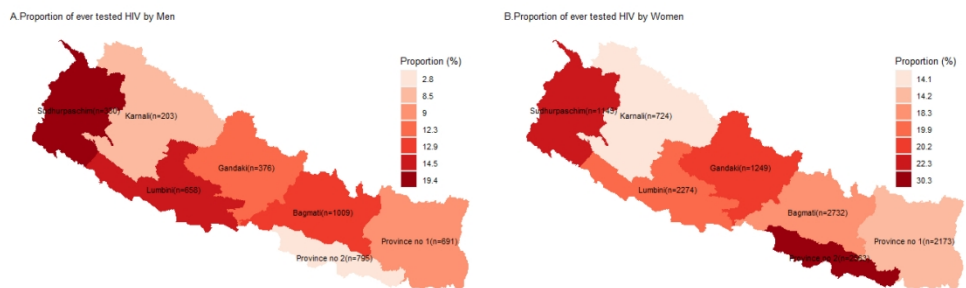 A.Proportion of ever tested HIV by Men
Proportion (%)
2.8
8.5
9
12.3
12.9
14.5
19.4
Karnali(n=203)
Gandaki(n=376)
Lumbini(n=658)
Bagmati(n=1009)
Province no 1(n=691)
Province no 2(n=795)
B.Proportion of ever tested HIV by Women
Proportion (%)
14.1
14.2
18.3
19.9
20.2
22.3
30.3
Karnali(n=724)
Gandaki(n=1249)
Lumbini(n=2274)
Bagmati(n=2732)
Province no 1(n=2173)
Province no